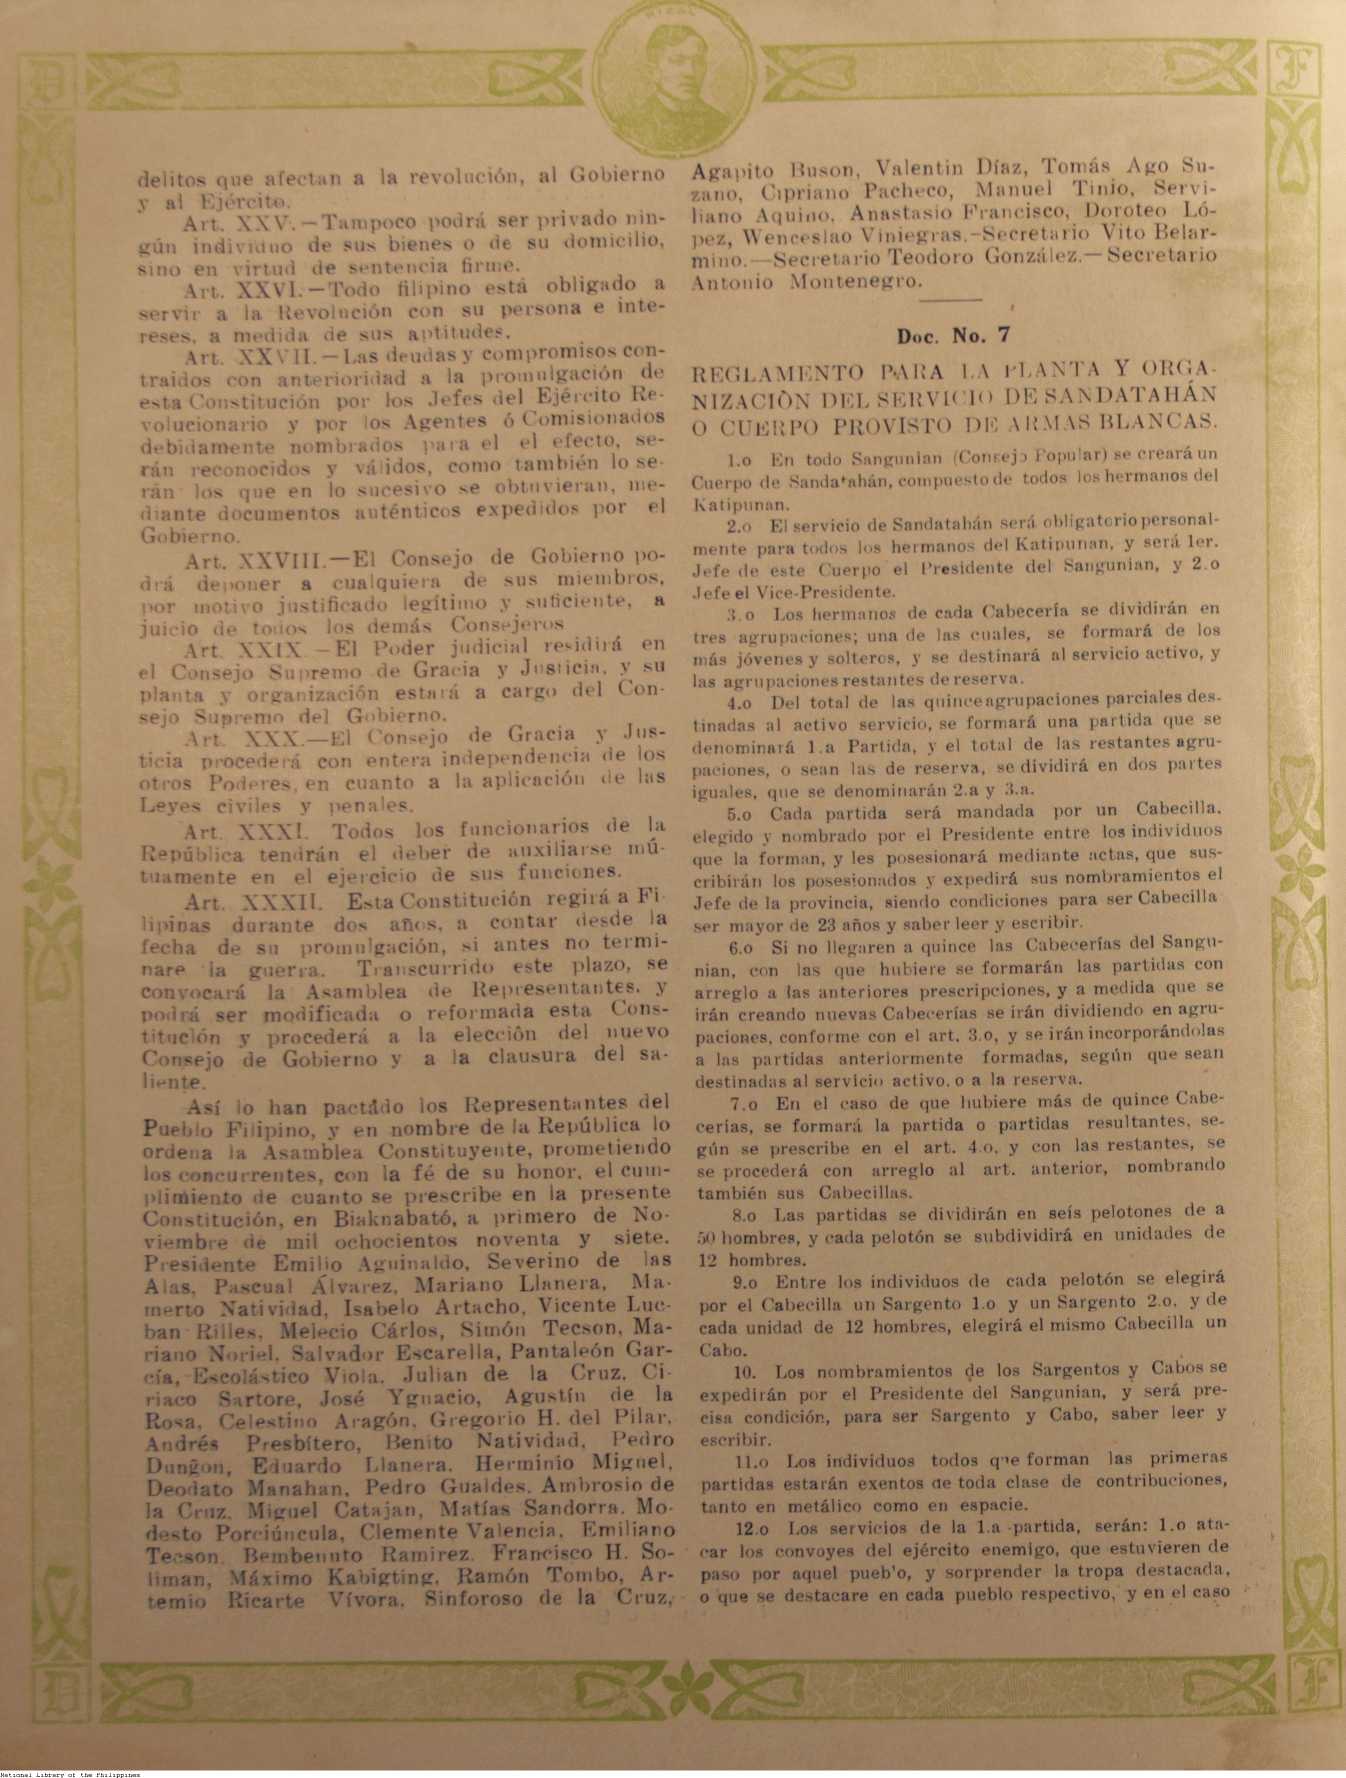 RIZAL
D
F
delitos que afectan a la revolución, al Gobierno
y al Ejército.
Art. XXV.—Tampoco podrá ser privado nin-
gún individuo de sus bienes o de su domicilio,
sino en virtud de sentencia firme.
Art. XXVI.—Todo filipino está obligado a
servir a la Revolución con su persona e inte-
reses, a medida de sus aptitudes.
Art. XXVII.—Las deudas y compromisos con-
traidos con anterioridad a la promulgación de
esta Constitución por los Jefes del Ejército Re-
volucionario y por los Agentes ó Comisionados
debidamente nombrados para el el efecto, se-
rán reconocidos y válidos, como también lo se-
rán los que en lo sucesivo se obtuvieran, me-
diante documentos auténticos expedidos por el
Gobierno.
Art. XXVIII.—El Consejo de Gobierno po-
drá deponer a cualquiera de sus miembros,
por motivo justificado legítimo y suficiente, a
juicio de todos los demás Consejeros
Art. XXIX —El Poder judicial residirá en
el Consejo Supremo de Gracia y Justicia, y su
planta y organización estará a cargo del Con-
sejo Supremo del Gobierno.
Art. XXX.—El Consejo de Gracia y Jus-
ticia procederá con entera independencia de los
otros Poderes, en cuanto a la aplicación de las
Leyes civiles y penales.
Art. XXXI. Todos los funcionarios de la
República tendrán el deber de auxiliarse mú-
tuamente en el ejercicio de sus funciones.
Art. XXXII. Esta Constitución regirá a Fi-
lipinas durante dos años, a contar desde la
fecha de su promulgación, si antes no termi-
nare la guerra. Transcurrido este plazo, se
convocará la Asamblea de Representantes, y
podrá ser modificada o reformada esta Cons-
titución y procederá a la elección del nuevo
Consejo de Gobierno y a la clausura del sa-
liente.
Así lo han pactádo los Representantes del
Pueblo Filipino, y en nombre de la República lo
ordena la Asamblea Constituyente, prometiendo
los concurrentes, con la fé de su honor, el cum-
plimiento de cuanto se prescribe en la presente
Constitución, en Biaknabató, a primero de No-
viembre de mil ochocientos noventa y siete.
Presidente Emilio Aguinaldo, Severino de las
Alas, Pascual Álvarez, Mariano Llanera, Ma-
merto Natividad, Isabelo Artacho, Vicente Luc-
ban Rilles, Melecio Cárlos, Simón Tecson, Ma-
riano Noriel, Salvador Escarella, Pantaleón Gar-
cía, Escolástico Viola, Julian de la Cruz, Ci-
riaco Sartore, José Ygnacio, Agustín de la
Rosa, Celestino Aragón, Gregorio H. del Pilar,
Andrés Presbítero, Benito Natividad, Pedro
Dungon, Eduardo Llanera, Herminio Miguel,
Deodato Manahan, Pedro Gualdes, Ambrosio de
la Cruz, Miguel Catajan, Matías Sandorra, Mo-
desto Porciúncula, Clemente Valencia, Emiliano
Tecson, Bembenuto Ramirez, Francisco H. So-
liman, Máximo Kabigting, Ramón Tombo, Ar-
temio Ricarte Vívora, Sinforoso de la Cruz,
Agapito Buson, Valentin Díaz, Tomás Ago Su-
zano, Cipriano Pacheco, Manuel Tinio, Servi-
liano Aquino, Anastasio Francisco, Doroteo Ló-
pez, Wenceslao Viniegras.—Secretario Vito Belar-
mino.—Secretario Teodoro González.—Secretario
Antonio Montenegro.
Doc. No. 7
REGLAMENTO PARA LA PLANTA Y ORGA-
NIZACIÒN DEL SERVICIO DE SANDATAHÁN
O CUERPO PROVISTO DE ARMAS BLANCAS.
1.o En todo Sangunian (Consejo Popular) se creará un
Cuerpo de Sandatahán, compuesto de todos los hermanos del
Katipunan.
2.o El servicio de Sandatahán será obligatorio personal-
mente para todos los hermanos del Katipunan, y será 1er.
Jefe de este Cuerpo el Presidente del Sangunian, y 2.o
Jefe el Vice-Presidente.
3.o Los hermanos de cada Cabecería se dividirán en
tres agrupaciones; una de las cuales, se formará de los
más jóvenes y solteros, y se destinará al servicio activo, y
las agrupaciones restantes de reserva.
4.o Del total de las quince agrupaciones parciales des-
tinadas al activo servicio, se formará una partida que se
denominará 1.a Partida, y el total de las restantes agru-
paciones, o sean las de reserva, se dividirá en dos partes
iguales, que se denominarán 2.a y 3.a.
5.o Cada partida será mandada por un Cabecilla,
elegido y nombrado por el Presidente entre los individuos
que la forman, y les posesionará mediante actas, que sus-
cribirán los posesionados y expedirá sus nombramientos el
Jefe de la provincia, siendo condiciones para ser Cabecilla
ser mayor de 23 años y saber leer y escribir.
6.o Si no llegaren a quince las Cabecerías del Sangu-
nian, con las que hubiere se formarán las partidas con
arreglo a las anteriores prescripciones, y a medida que se
irán creando nuevas Cabecerías se irán dividiendo en agru-
paciones, conforme con el art. 3.o, y se irán incorporándolas
a las partidas anteriormente formadas, según que sean
destinadas al servicio activo, o a la reserva.
7.o En el caso de que hubiere más de quince Cabe-
cerías, se formará la partida o partidas resultantes, se-
gún se prescribe en el art. 4.o, y con las restantes, se
se procederá con arreglo al art. anterior, nombrando
también sus Cabecillas.
8.o Las partidas se dividirán en seís pelotones de a
50 hombres, y cada pelotón se subdividirá en unidades de
12 hombres.
9.o Entre los individuos de cada pelotón se elegirá
por el Cabecilla un Sargento 1.o y un Sargento 2.o, y de
cada unidad de 12 hombres, elegirá el mismo Cabecilla un
Cabo.
10. Los nombramientos de los Sargentos y Cabos se
expedirán por el Presidente del Sangunian, y será pre-
cisa condición, para ser Sargento y Cabo, saber leer y
escribir.
11.o Los individuos todos que forman las primeras
partidas estarán exentos de toda clase de contribuciones,
tanto en metálico como en espacie.
12.o Los servicios de la 1.a partida, serán: 1.o ata-
car los convoyes del ejército enemigo, que estuvieren de
paso por aquel pueb'o, y sorprender la tropa destacada,
o que se destacare en cada pueblo respectivo, y en el caso
D
F
National Library of the Philippines